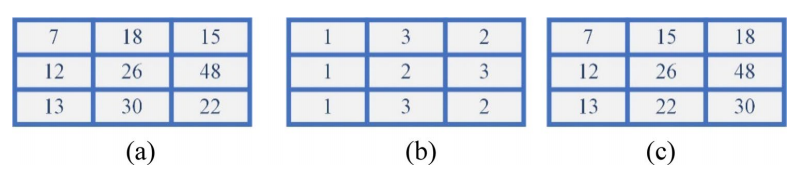 7 18 15 1 3 2 7 15 18
12 26 48 1 2 3 12 26 48
13 30 22 1 3 2 13 22 30
(a) (b) (c)